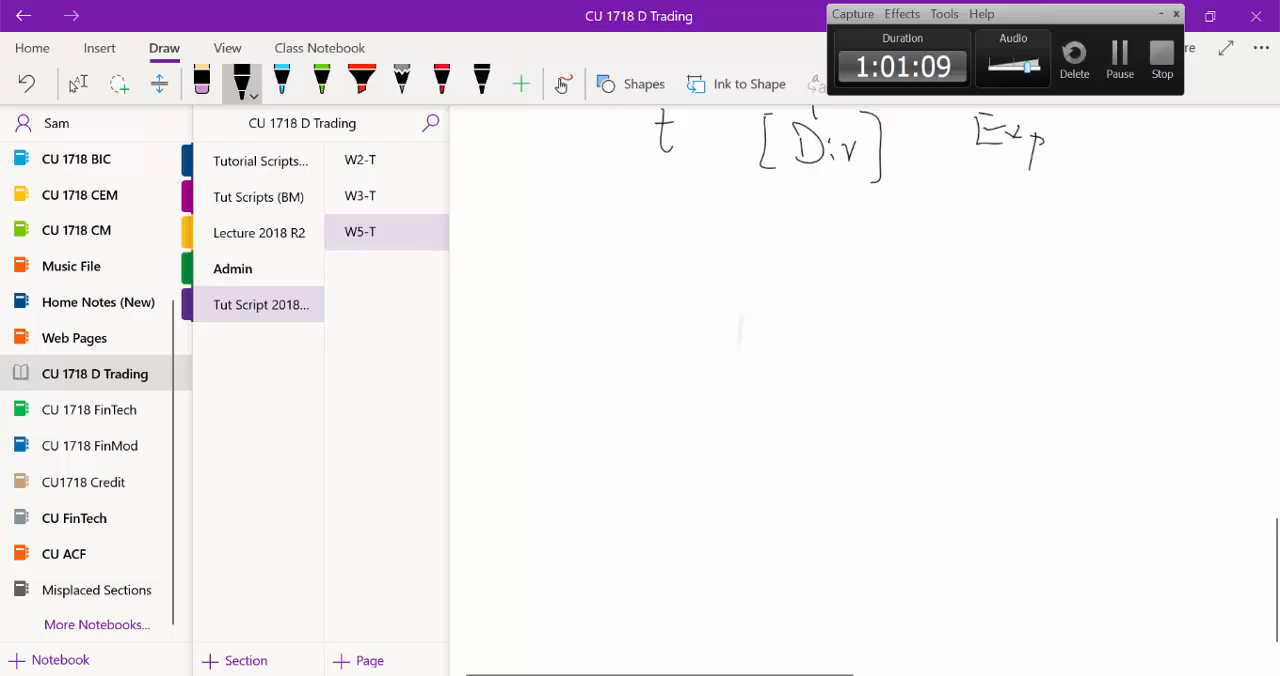 CU 1718 D Trading
Capture Effects Tools Help
Duration
1:01:09
Audio
Delete Pause Stop
Home Insert Draw View Class Notebook
Shapes Ink to Shape
Sam
CU 1718 D Trading
CU 1718 BIC
CU 1718 CEM
CU 1718 CM
Music File
Home Notes (New)
Web Pages
CU 1718 D Trading
CU 1718 FinTech
CU 1718 FinMod
CU1718 Credit
CU FinTech
CU ACF
Misplaced Sections
More Notebooks...
Notebook
Tutorial Scripts...
Tut Scripts (BM)
Lecture 2018 R2
Admin
Tut Script 2018...
Section
W2-T
W3-T
W5-T
Page
t [Div] Exp